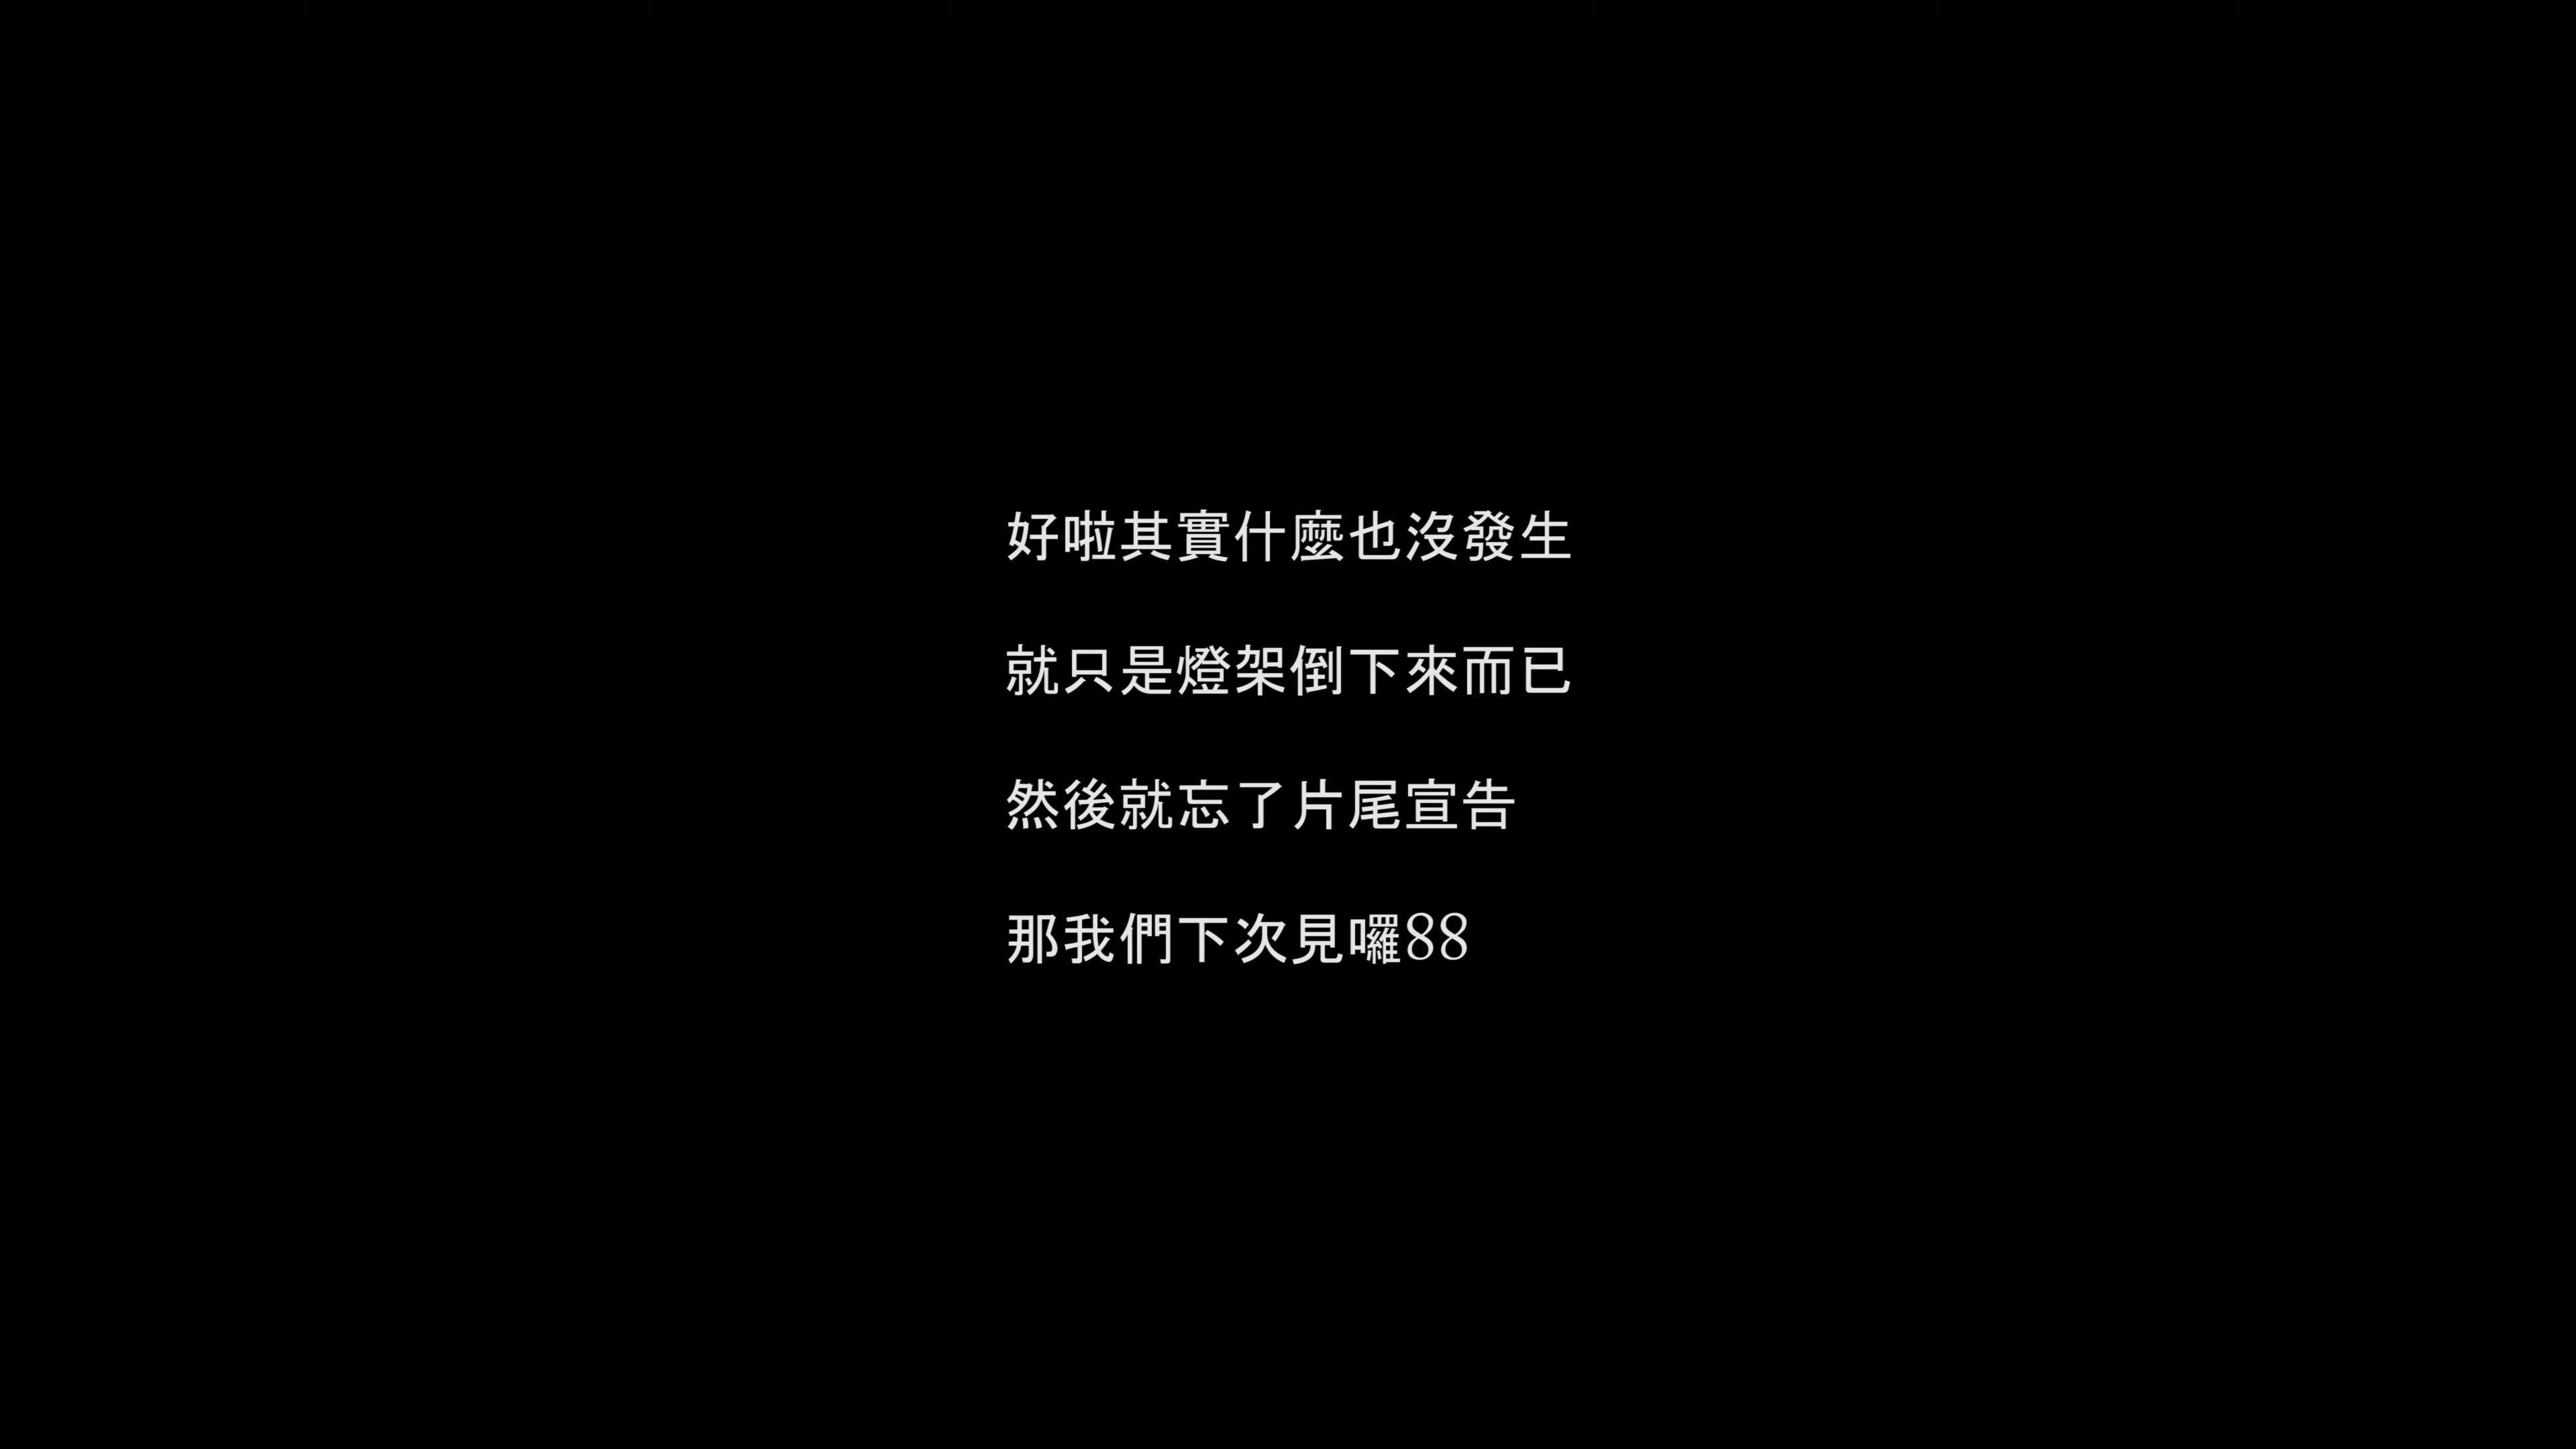 好啦其實什麼也沒發生
就只是燈架倒下來而已
然後就忘了片尾宣告
那我們下次見囉88